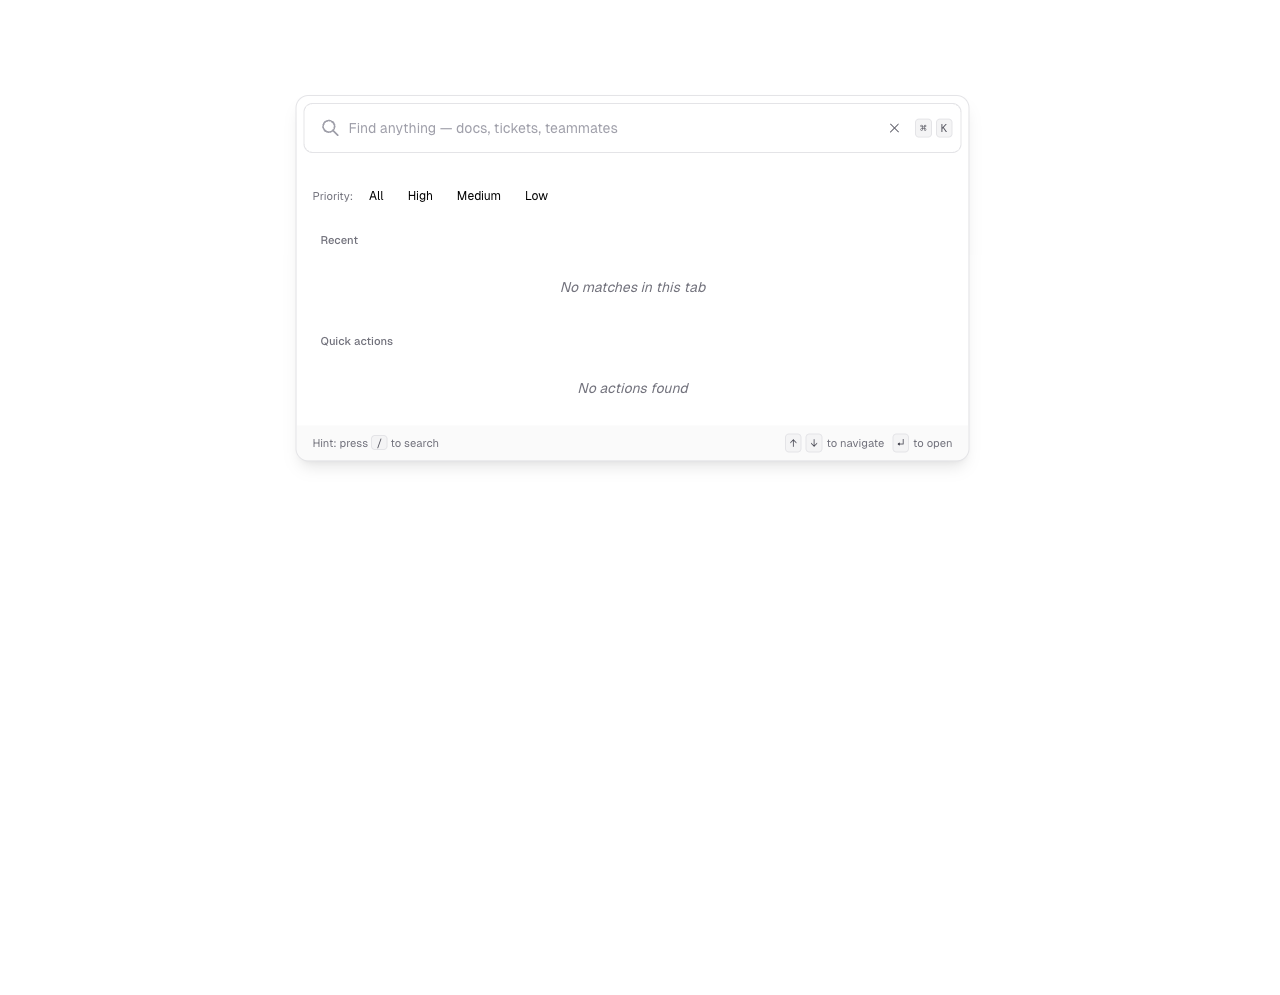 Find anything — docs, tickets, teammates ⌘ K
Priority: All High Medium Low
Recent
No matches in this tab
Quick actions
No actions found
Hint: press / to search ↑ ↓ to navigate ↵ to open